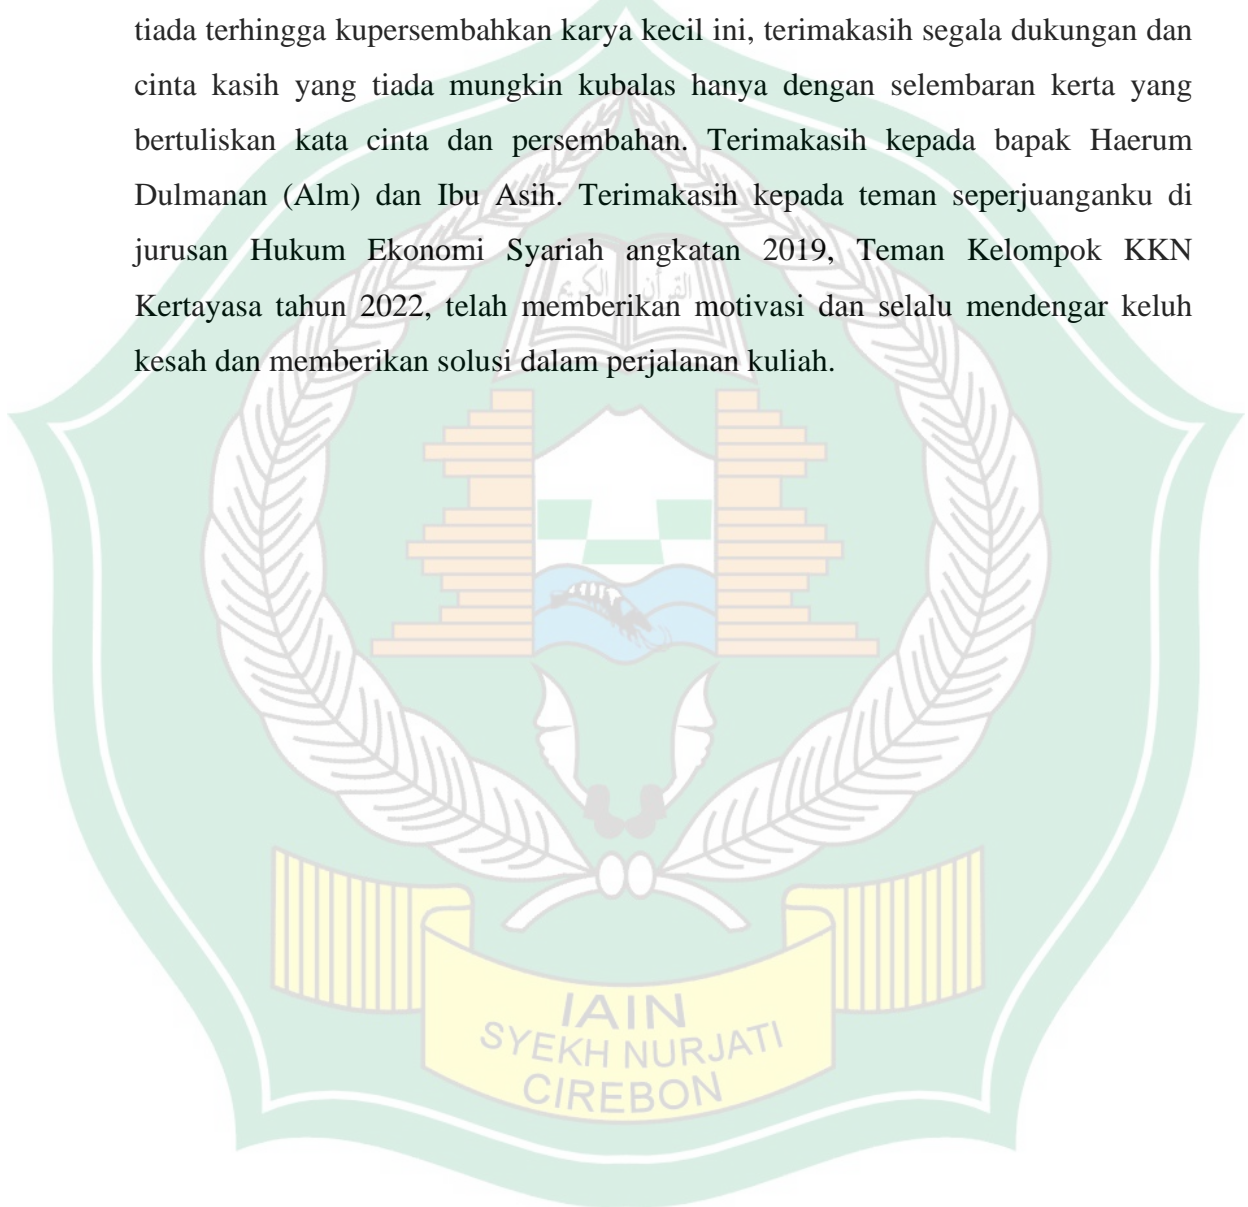 tiada terhingga kupersembahkan karya kecil ini, terimakasih segala dukungan dan
cinta kasih yang tiada mungkin kubalas hanya dengan selembaran kerta yang
bertuliskan kata cinta dan persembahan. Terimakasih kepada bapak Haerum
Dulmanan (Alm) dan Ibu Asih. Terimakasih kepada teman seperjuanganku di
jurusan Hukum Ekonomi Syariah angkatan 2019, Teman Kelompok KKN
Kertayasa tahun 2022, telah memberikan motivasi dan selalu mendengar keluh
kesah dan memberikan solusi dalam perjalanan kuliah.
القرآن الكريم
IAIN
SYEKH NURJATI
CIREBON